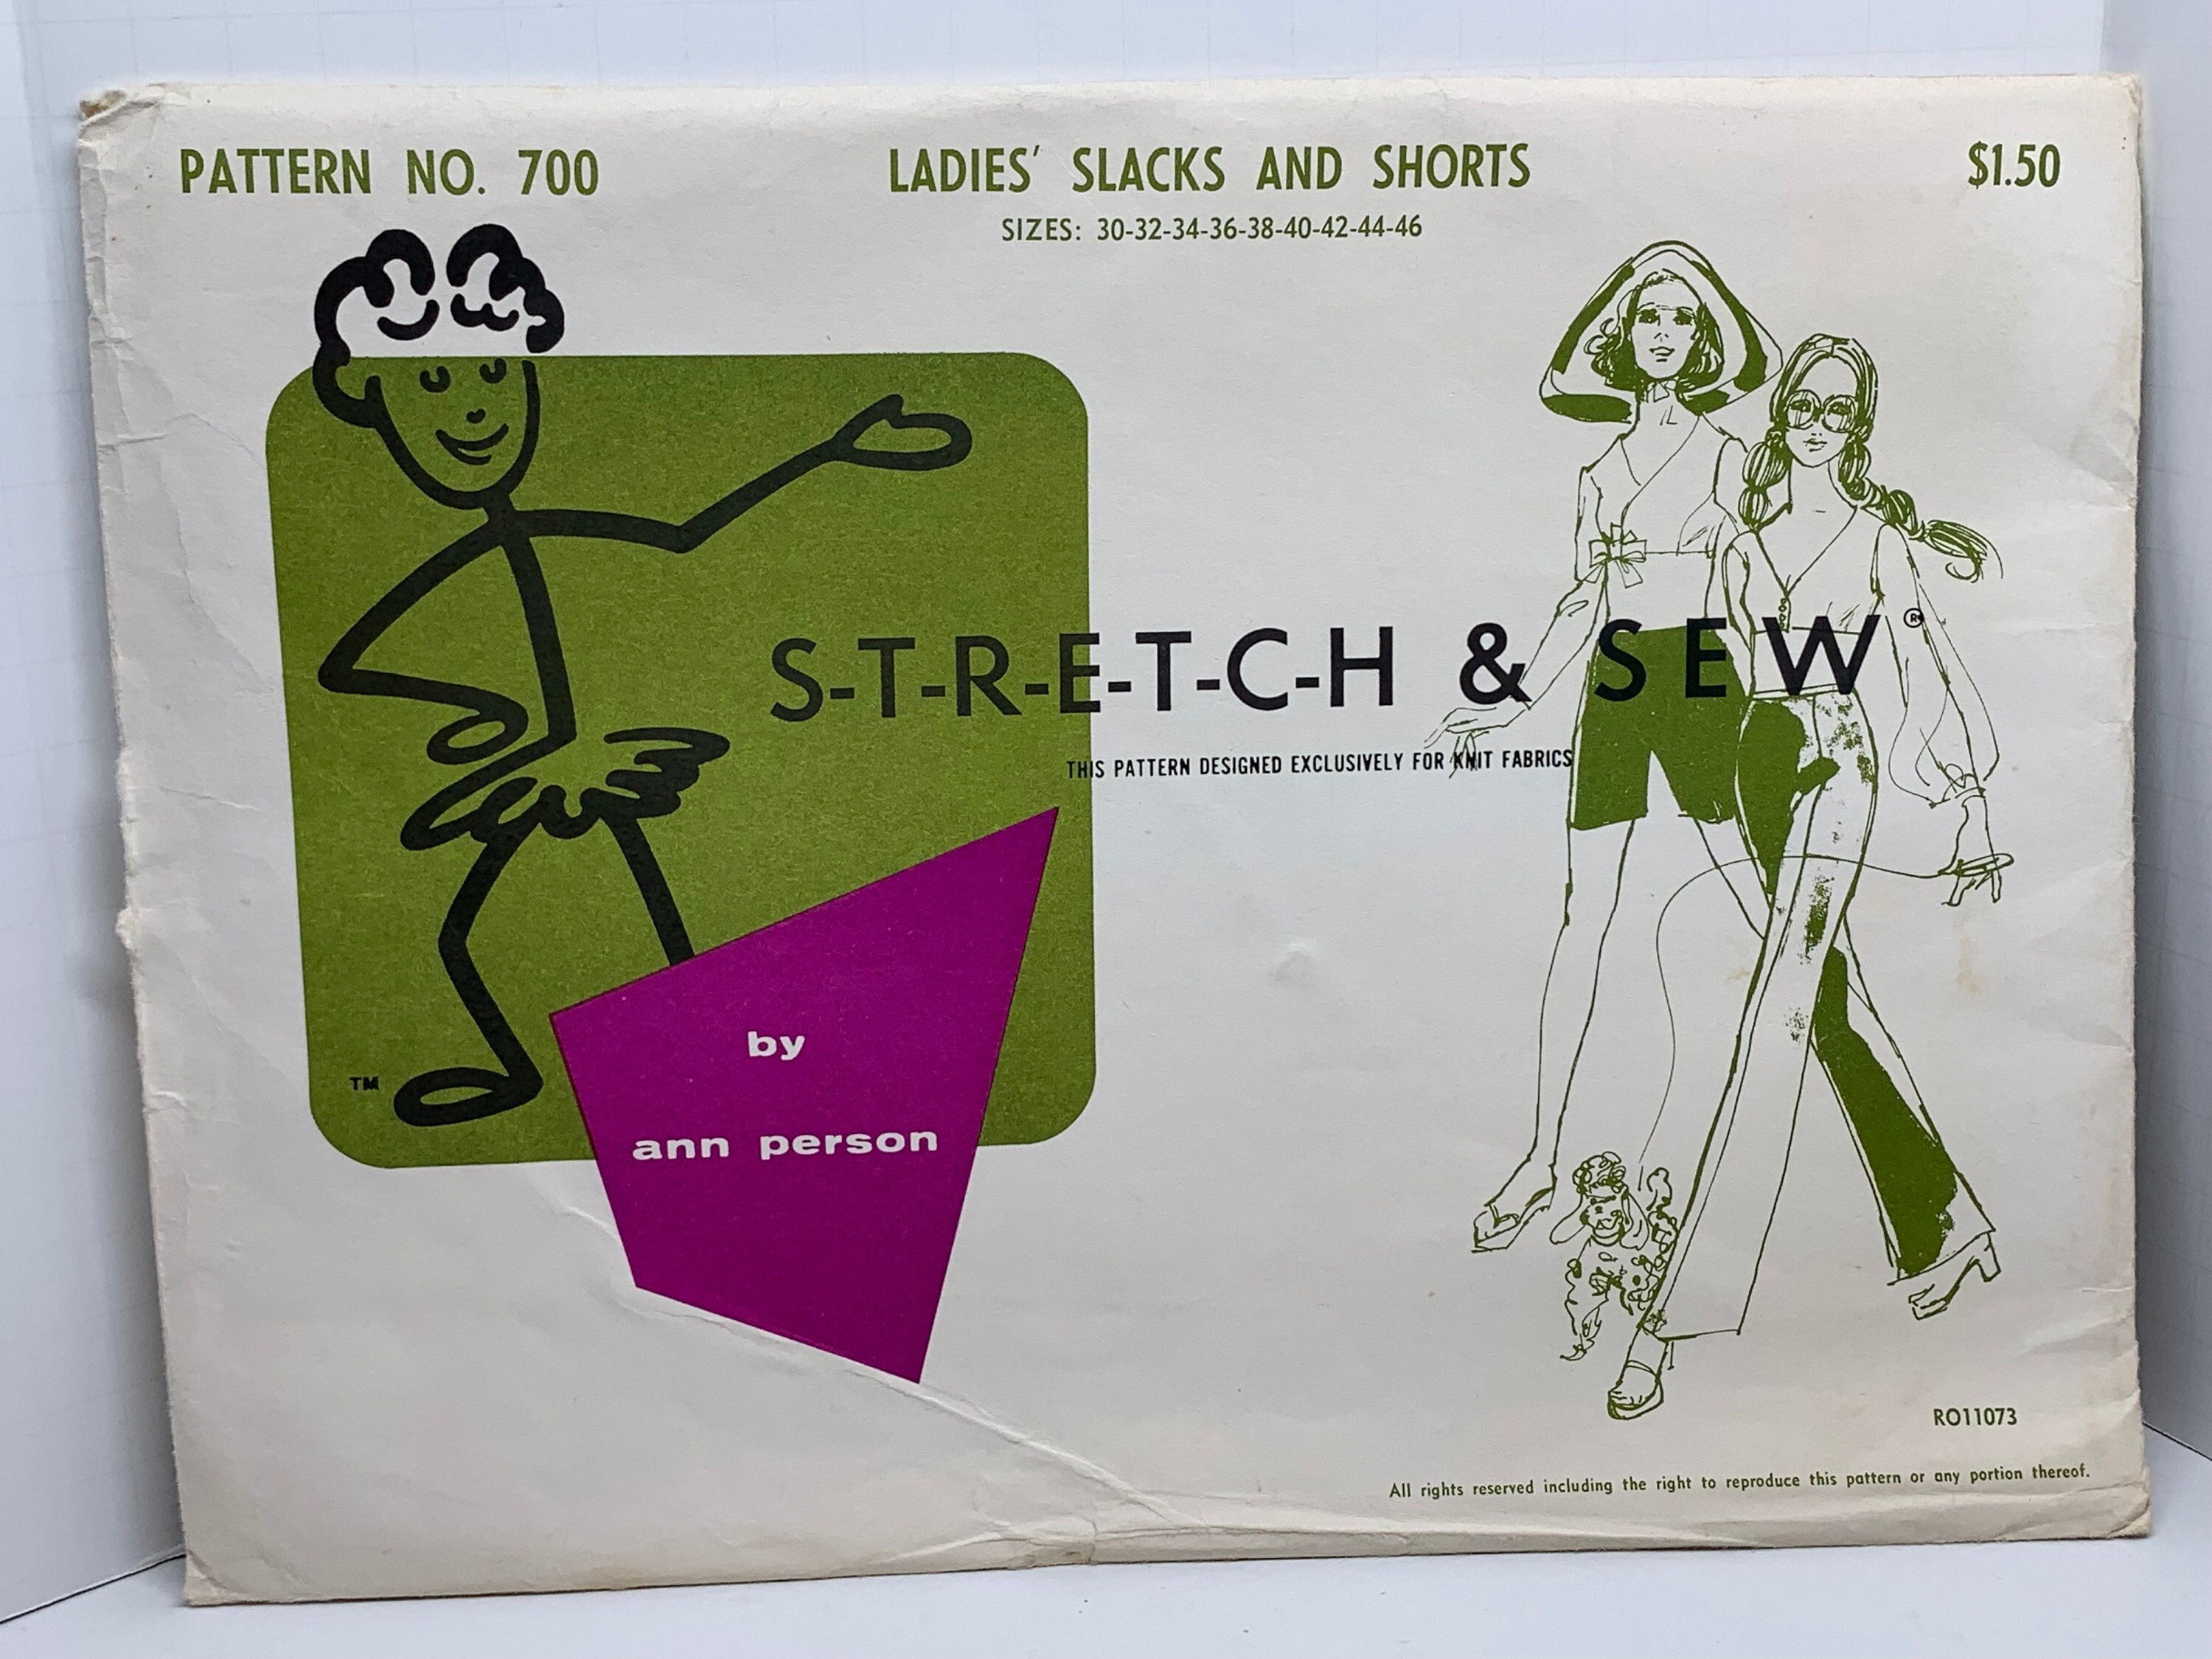 PATTERN NO. 700
LADIES' SLACKS AND SHORTS
$1.50
SIZES: 30-32-34-36-38-40-42-44-46
S-T-R-E-T-C-H & SEW®
THIS PATTERN DESIGNED EXCLUSIVELY FOR KNIT FABRICS
by
ann person
TM
RO11073
All rights reserved including the right to reproduce this pattern or any portion thereof.